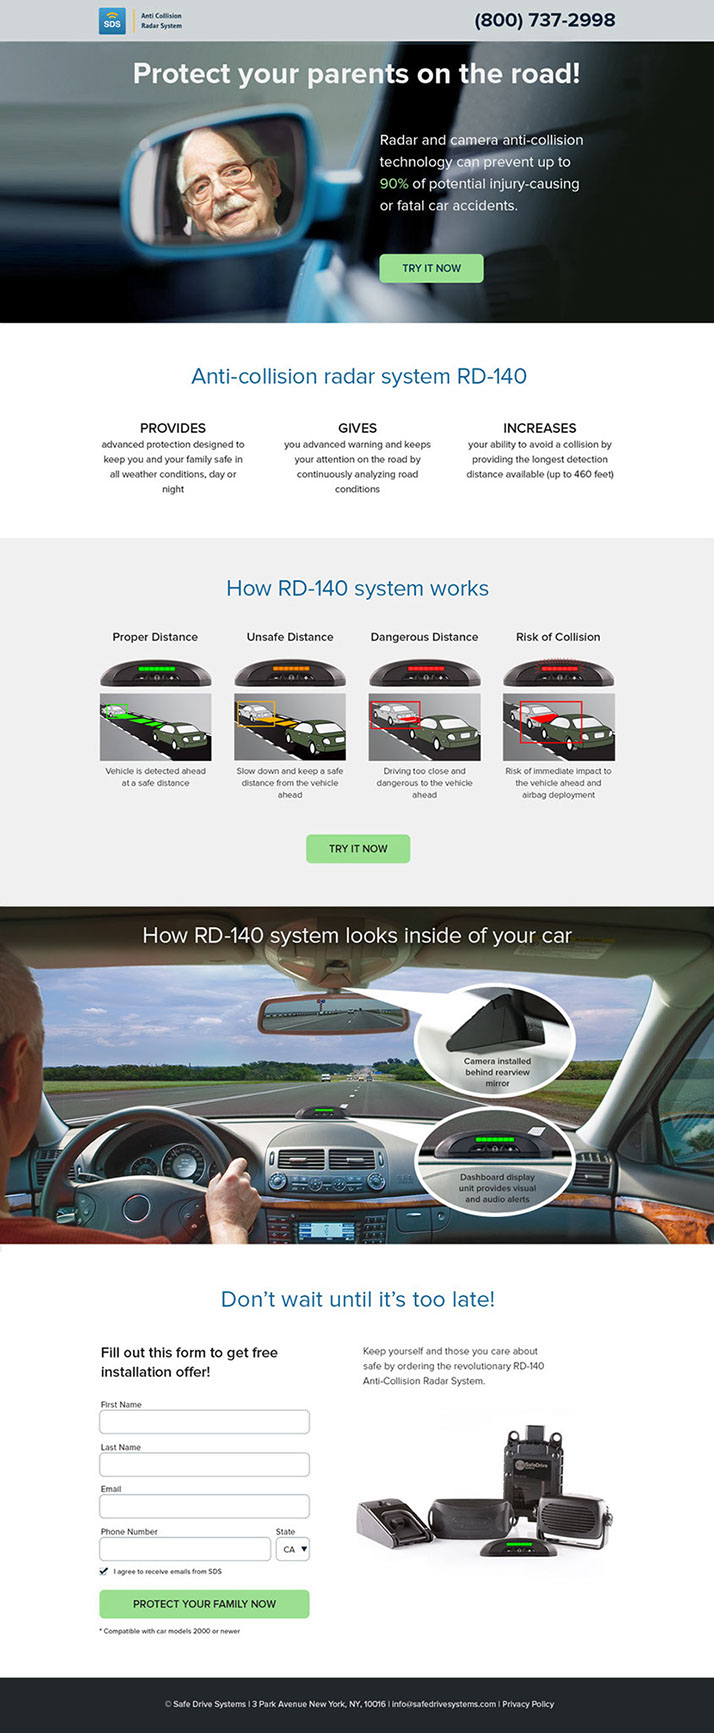 SDS
Anti Collision
Radar System
(800) 737-2998
Protect your parents on the road!
Radar and camera anti-collision
technology can prevent up to
90% of potential injury-causing
or fatal car accidents.
TRY IT NOW
Anti-collision radar system RD-140
PROVIDES
advanced protection designed to
keep you and your family safe in
all weather conditions, day or
night
GIVES
you advanced warning and keeps
your attention on the road by
continuously analyzing road
conditions
INCREASES
your ability to avoid a collision by
providing the longest detection
distance available (up to 460 feet)
How RD-140 system works
Proper Distance
Vehicle is detected ahead
at a safe distance
Unsafe Distance
Slow down and keep a safe
distance from the vehicle
ahead
Dangerous Distance
Driving too close and
dangerous to the vehicle
ahead
Risk of Collision
Risk of immediate impact to
the vehicle ahead and
airbag deployment
TRY IT NOW
How RD-140 system looks inside of your car
Camera installed
behind rearview
mirror
Dashboard display
unit provides visual
and audio alerts
Don't wait until it's too late!
Fill out this form to get free
installation offer!
First Name
Last Name
Email
Phone Number
State
CA
I agree to receive emails from SDS
PROTECT YOUR FAMILY NOW
* Compatible with car models 2000 or newer
Keep yourself and those you care about
safe by ordering the revolutionary RD-140
Anti-Collision Radar System.
SafeDrive
© Safe Drive Systems | 3 Park Avenue New York, NY, 10016 | info@safedrivesystems.com | Privacy Policy